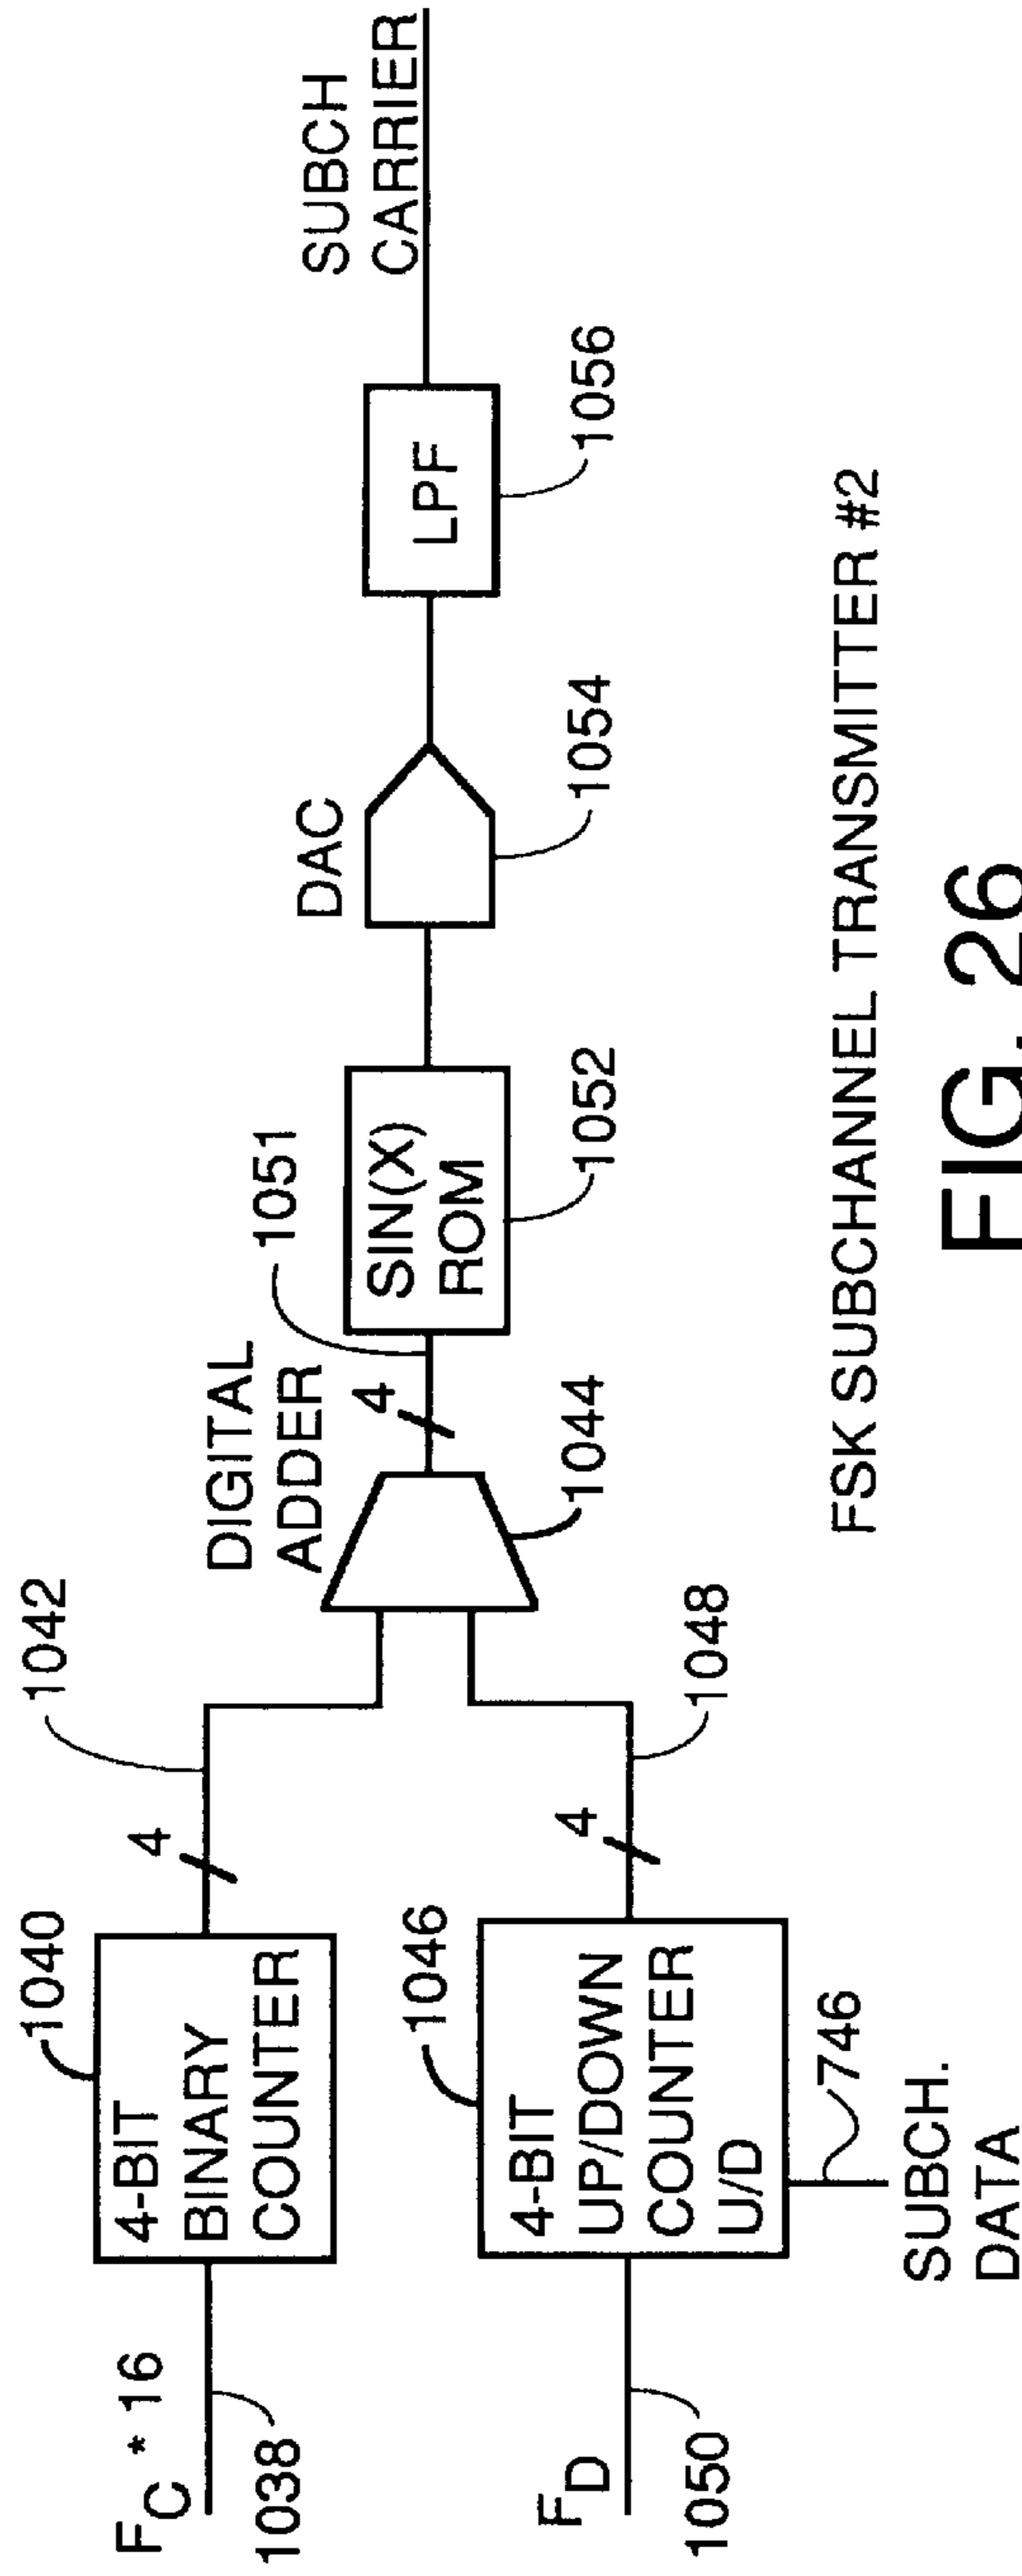 F_C * 16
1038
4-BIT
BINARY
COUNTER
1040
4
1042
F_D
1050
4-BIT
UP/DOWN
COUNTER
U/D
1046
4
1048
746
SUBCH.
DATA
DIGITAL
ADDER
1044
4
1051
SIN(X)
ROM
1052
DAC
1054
LPF
1056
SUBCH
CARRIER
FSK SUBCHANNEL TRANSMITTER #2
FIG. 26